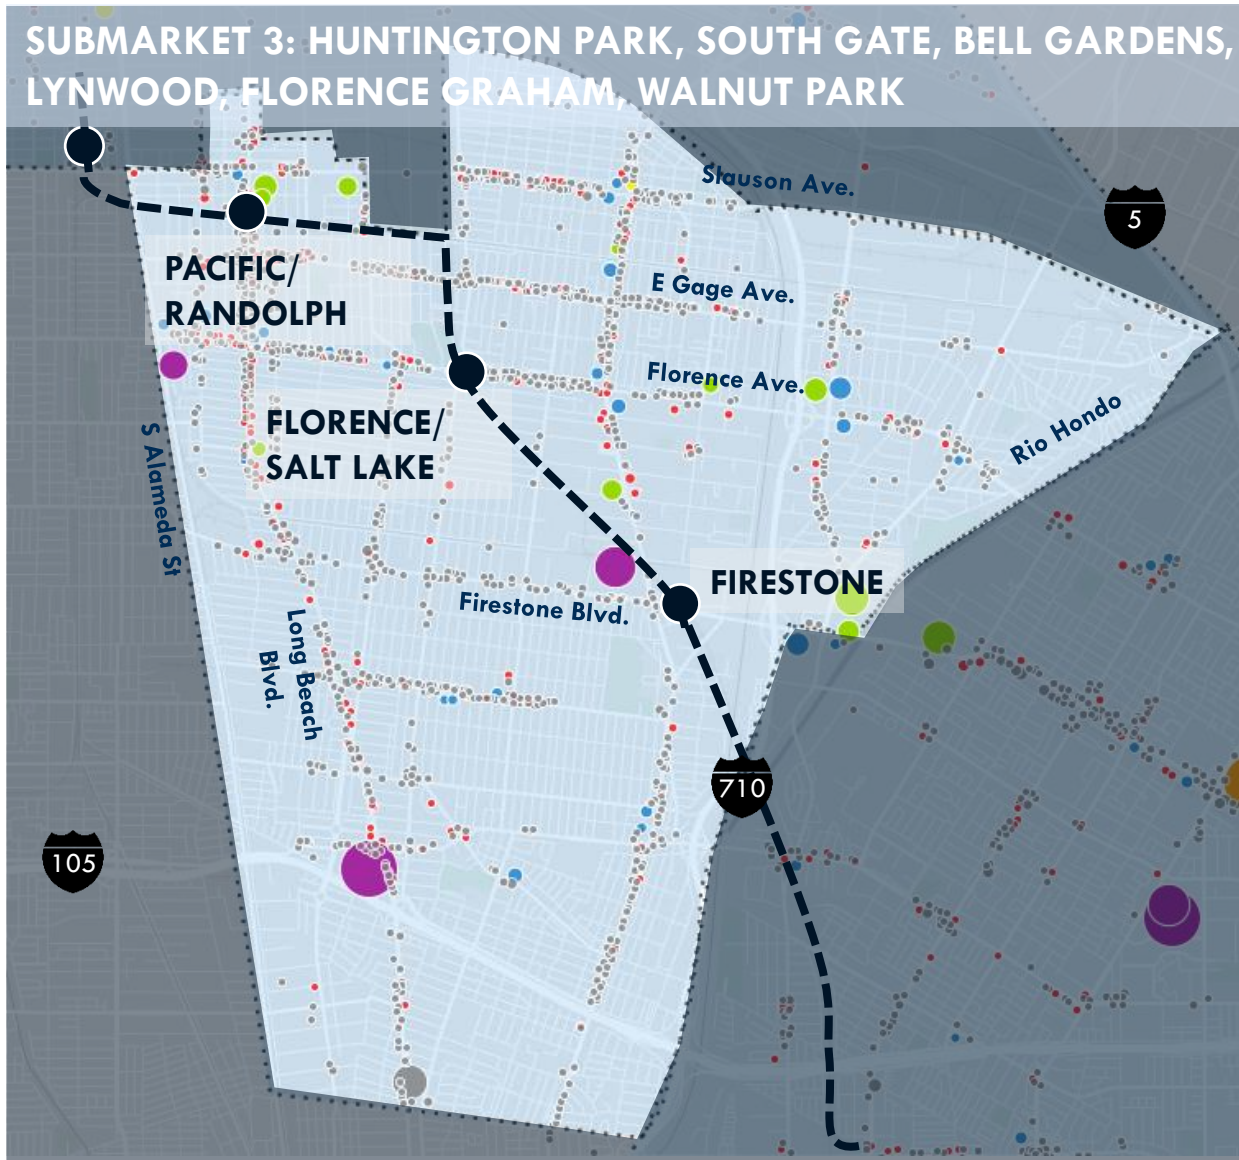 SUBMARKET 3: HUNTINGTON PARK, SOUTH GATE, BELL GARDENS,
LYNWOOD, FLORENCE GRAHAM, WALNUT PARK
Slauson Ave.
5
PACIFIC/
RANDOLPH
E Gage Ave.
Florence Ave.
FLORENCE/
SALT LAKE
Rio Hondo
S Alameda St
FIRESTONE
Firestone Blvd.
Long Beach
Blvd.
710
105